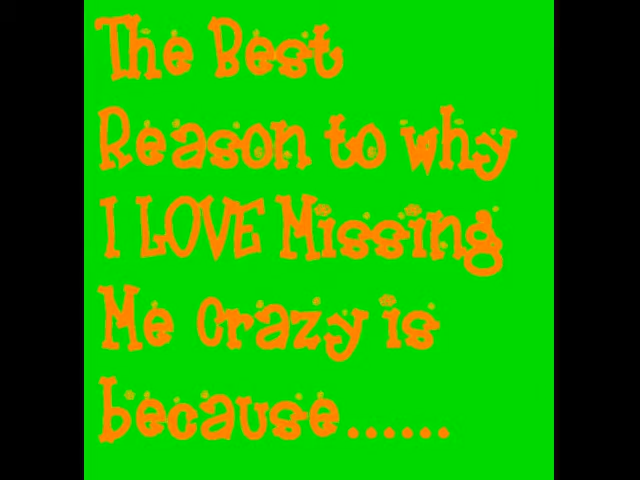 The Best
Reason to why
I LOVE Missing
Me Crazy is
because......